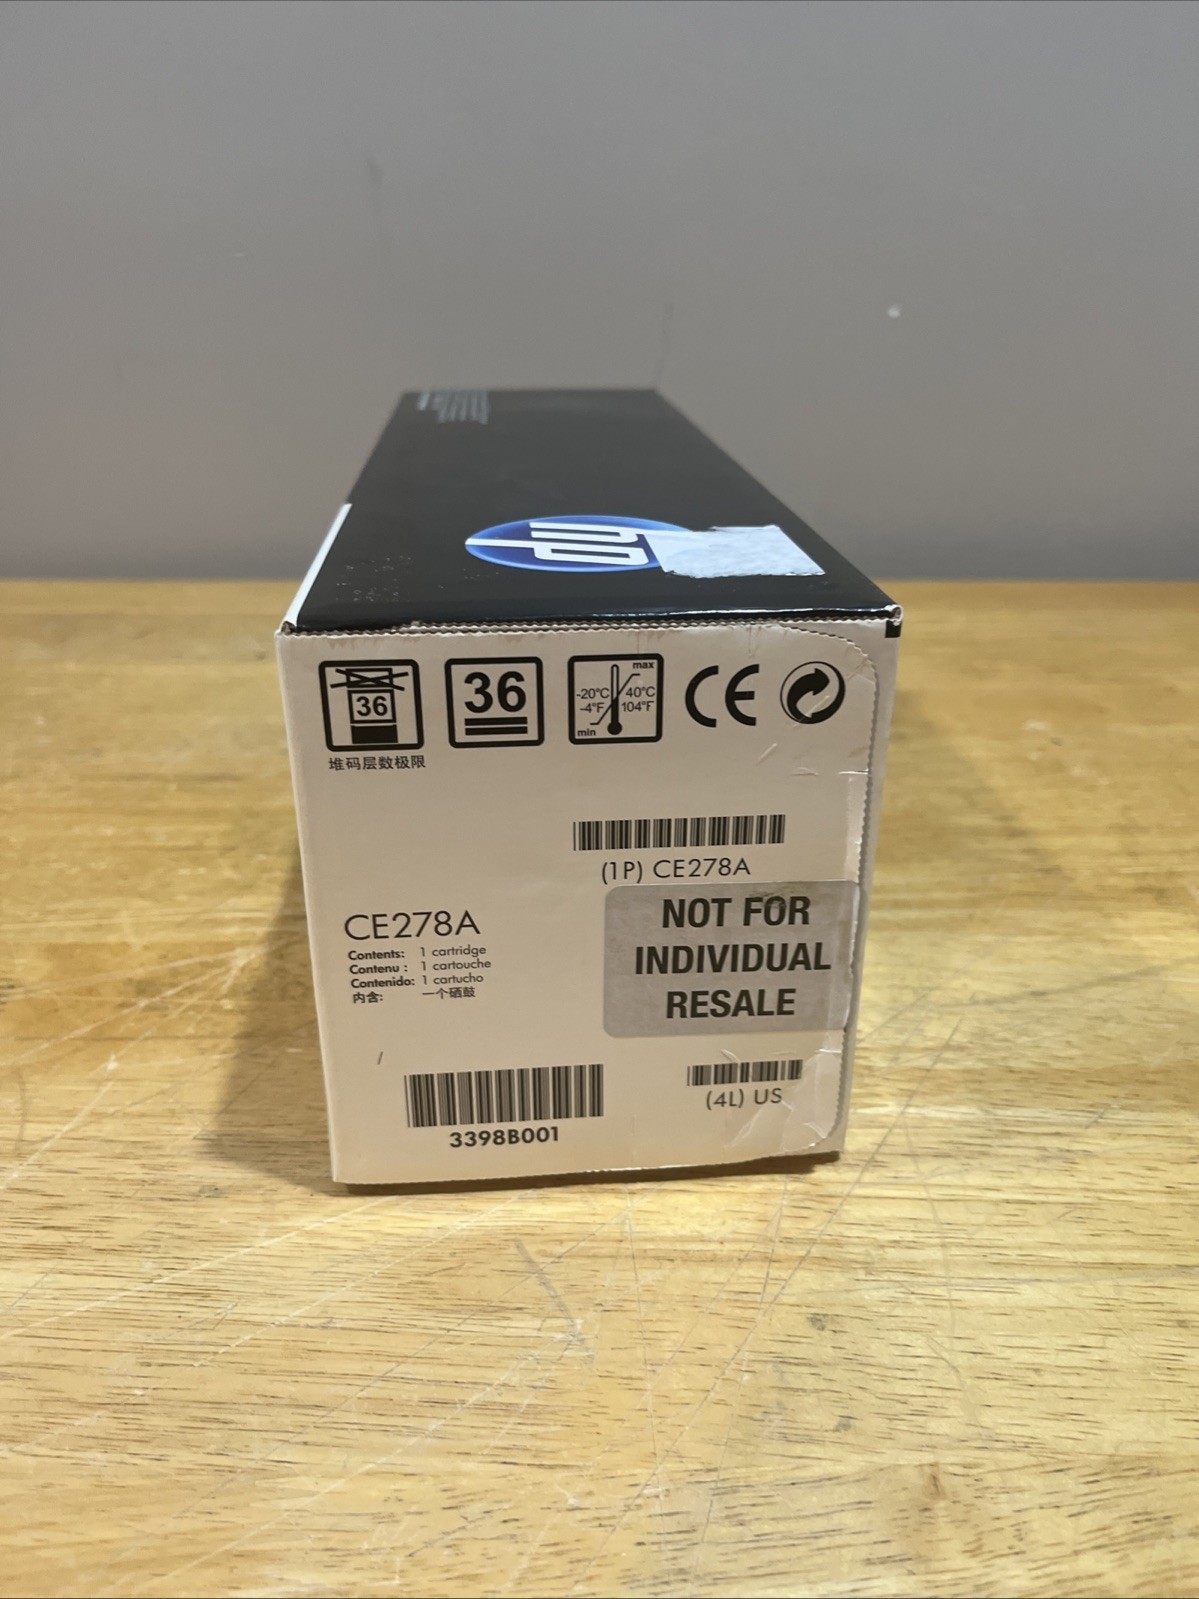 hp
36
堆码层数极限
36
max
-20°C 40°C
-4°F 104°F
min
CE
(1P) CE278A
CE278A
Contents: 1 cartridge
Contenu : 1 cartouche
Contenido: 1 cartucho
内含: 一个硒鼓
NOT FOR
INDIVIDUAL
RESALE
3398B001
(4L) US